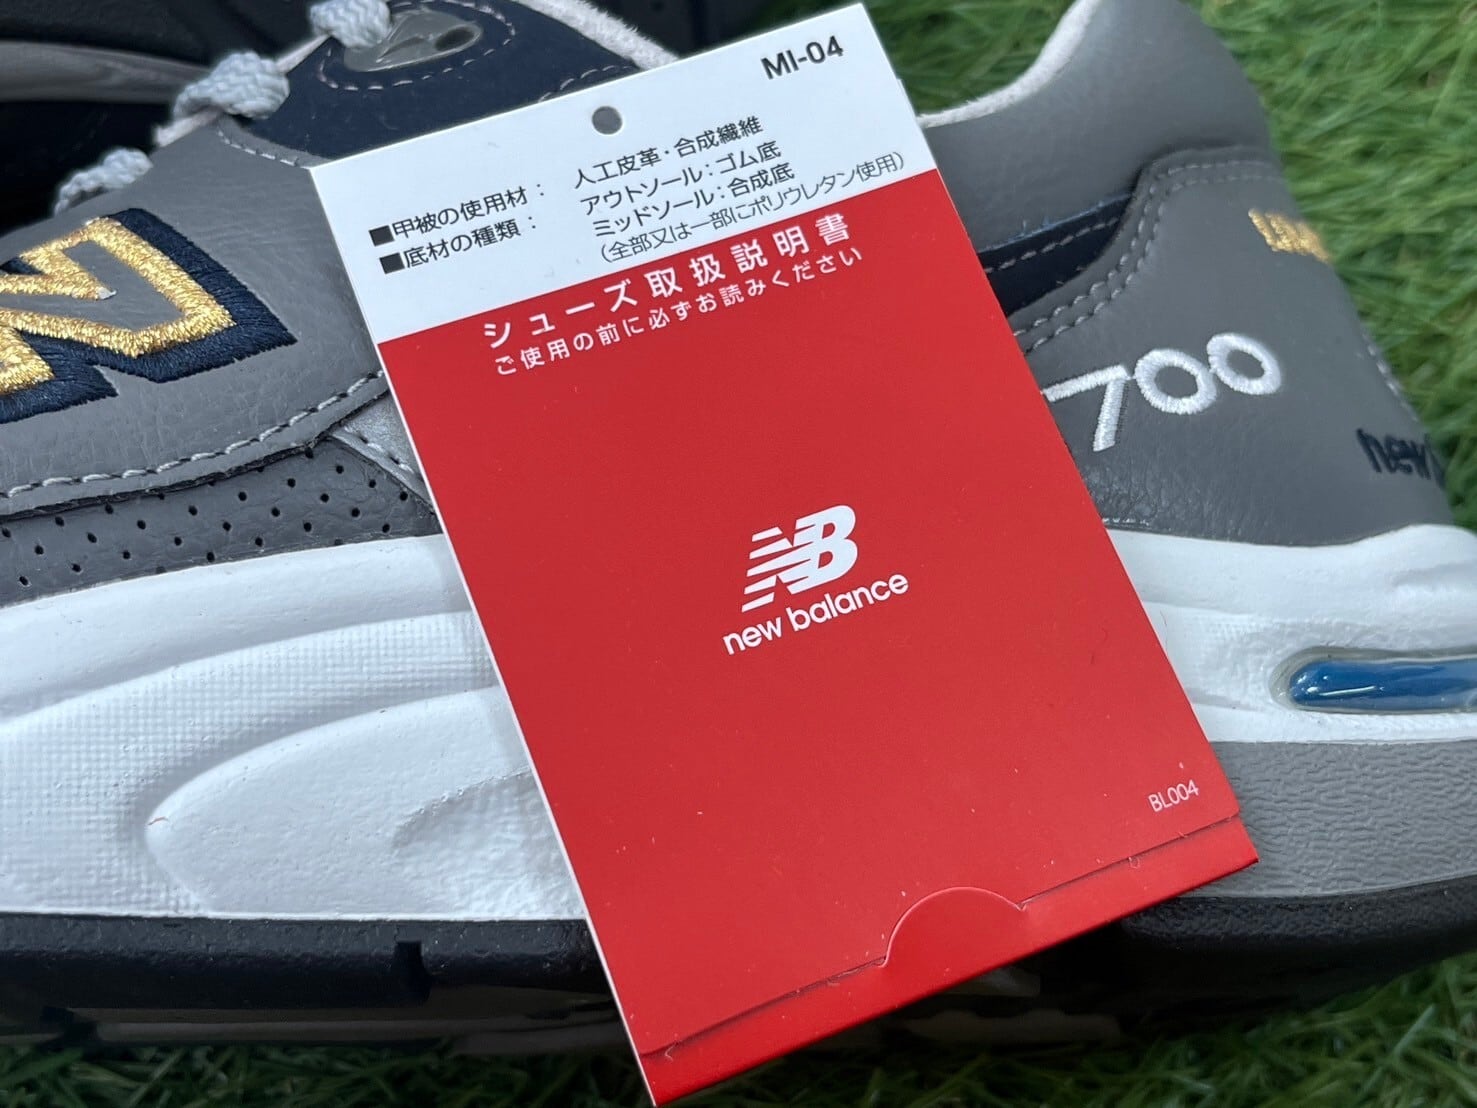 MI-04
■甲被の使用材： 人工皮革・合成繊維
■底材の種類： アウトソール：ゴム底
ミッドソール：合成底
（全部又は一部にポリウレタン使用）
シューズ取扱説明書
ご使用の前に必ずお読みください
NB
new balance
BL004
N
700
new